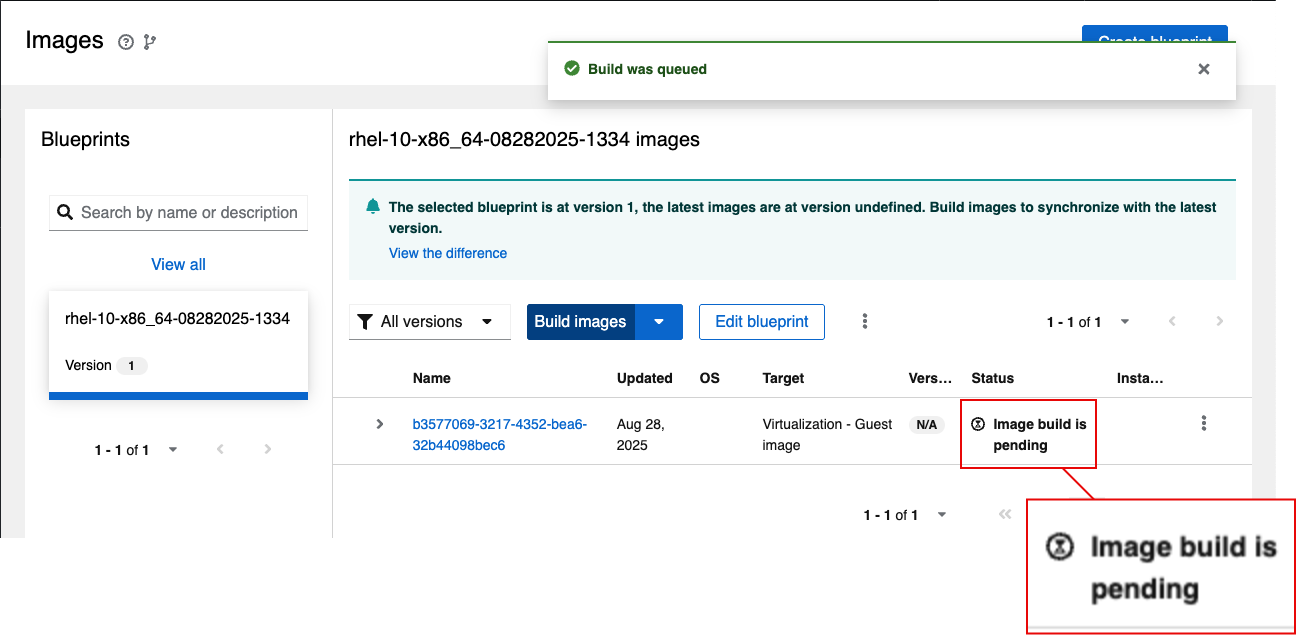 Images
Create blueprint
Build was queued
Blueprints
Search by name or description
View all
rhel-10-x86_64-08282025-1334
Version 1
1 - 1 of 1
rhel-10-x86_64-08282025-1334 images
The selected blueprint is at version 1, the latest images are at version undefined. Build images to synchronize with the latest
version.
View the difference
All versions
Build images
Edit blueprint
1 - 1 of 1
Name Updated OS Target Vers... Status Insta...
b3577069-3217-4352-bea6-
32b44098bec6
Aug 28,
2025
Virtualization - Guest
image
N/A
Image build is
pending
1 - 1 of 1
Image build is
pending